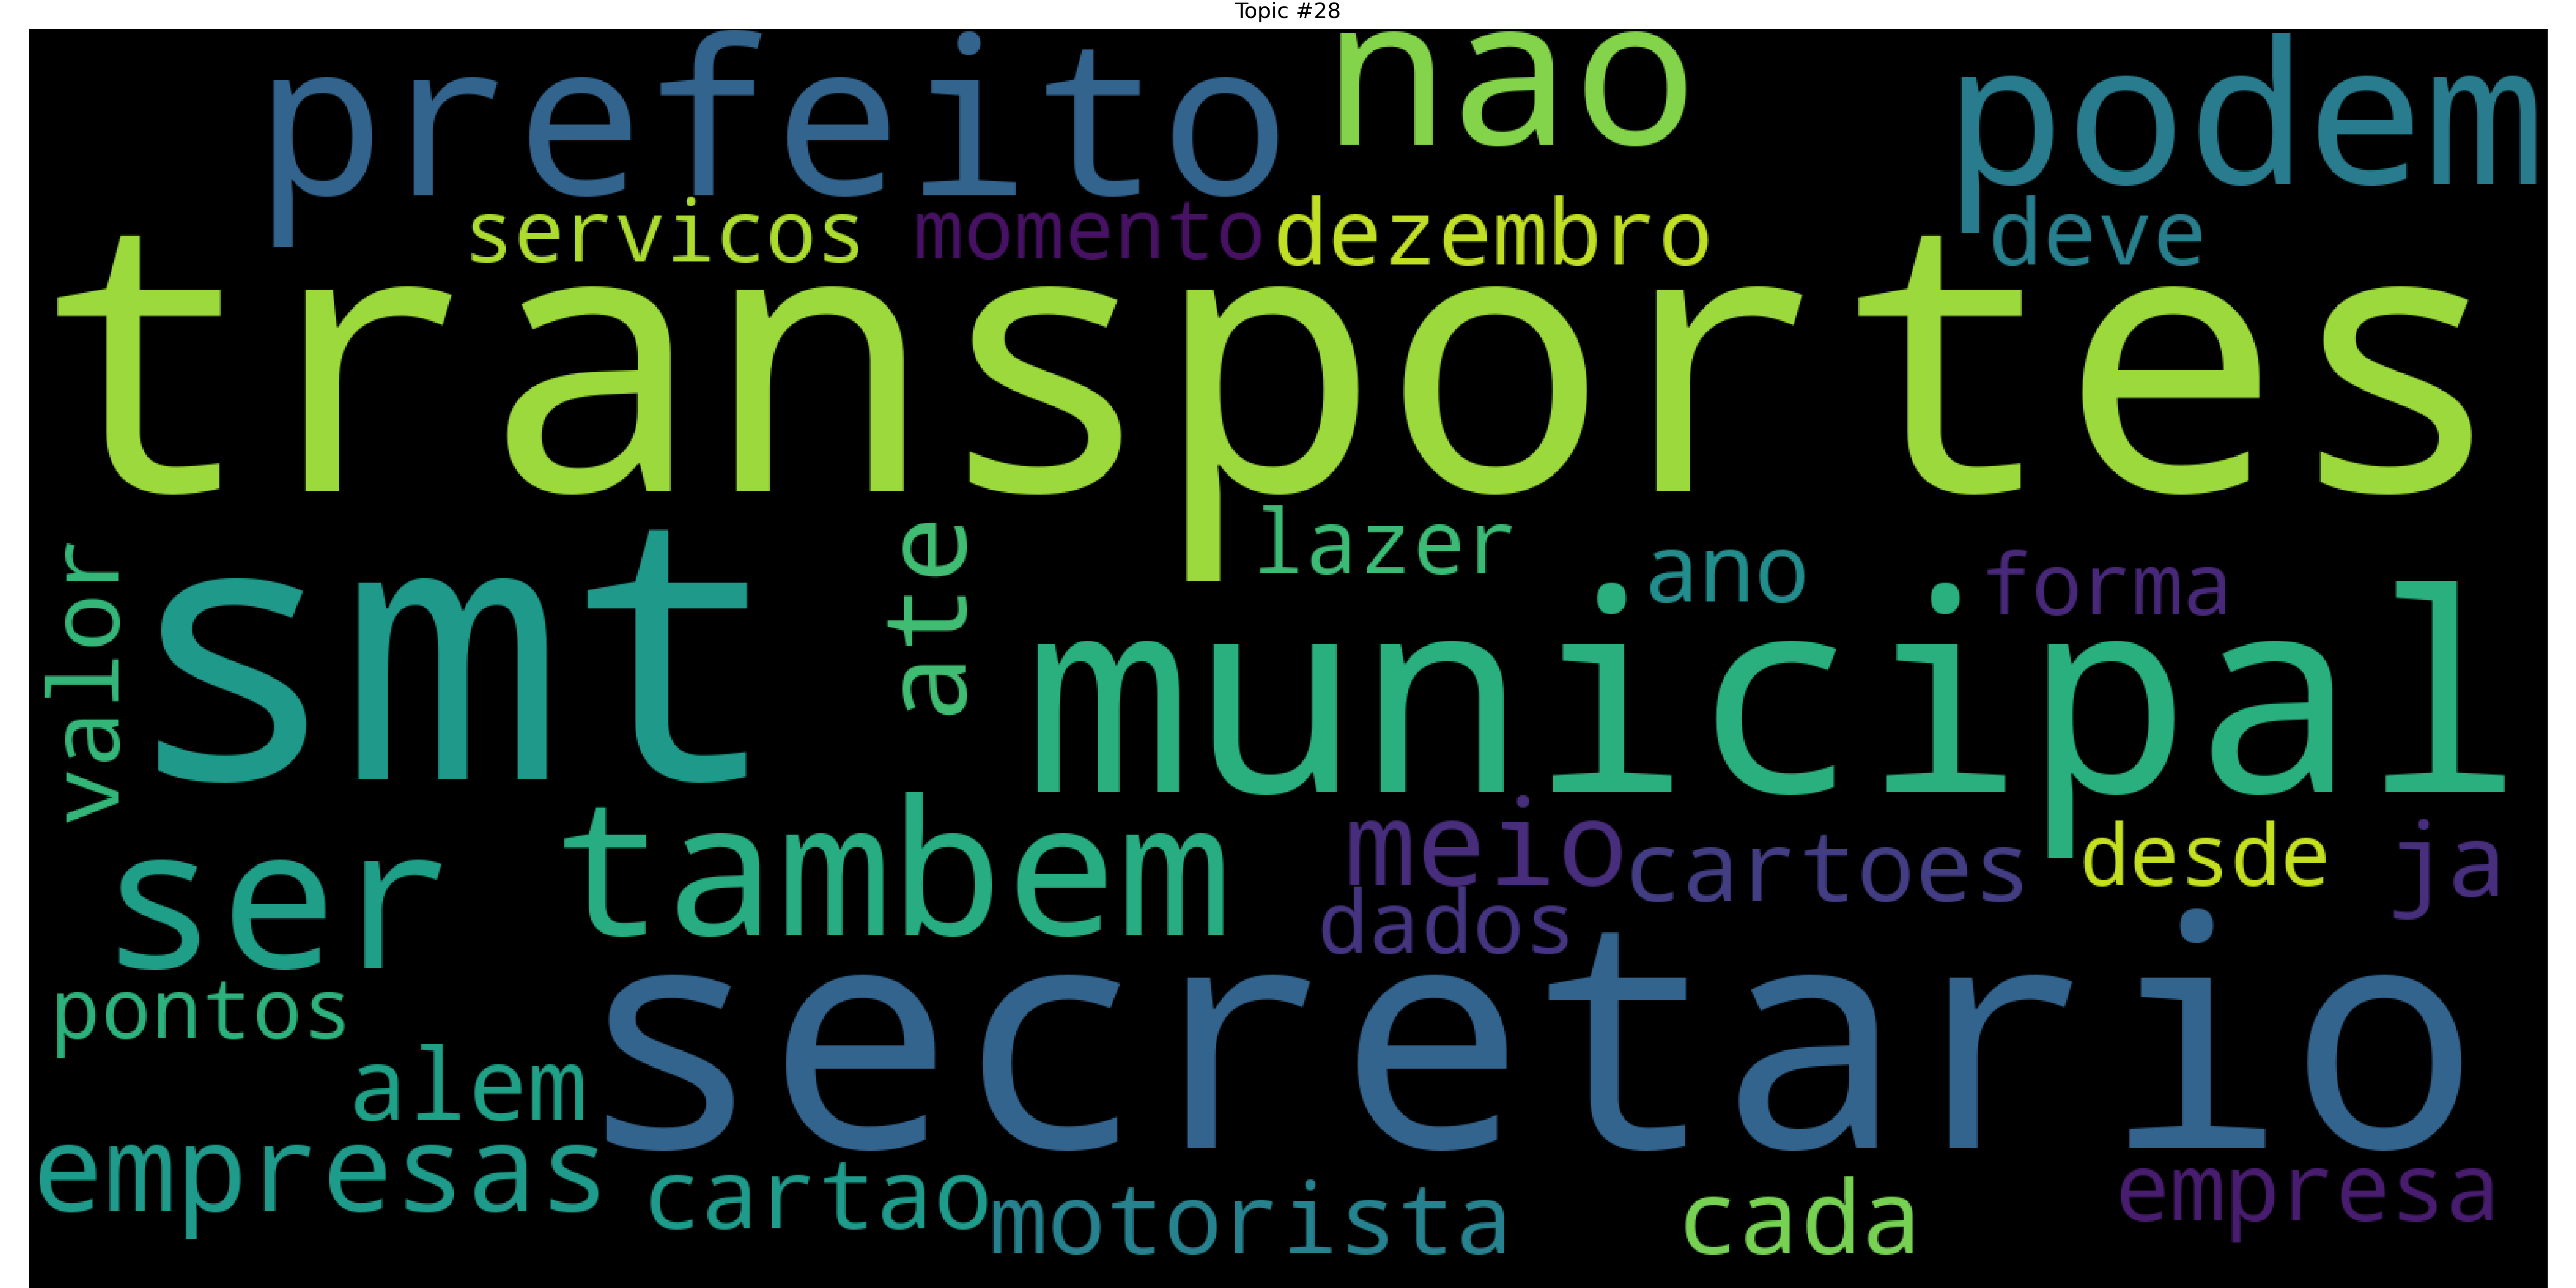 Topic #28
prefeito nao podem
servicos momento dezembro deve
transportes
valor smt ate lazer ano forma
municipal
ser tambem meio cartoes desde ja
dados
pontos secretario
alem
empresas cartao motorista cada empresa